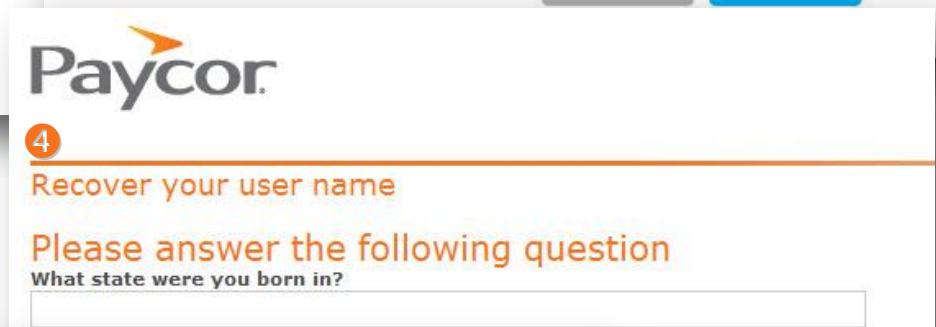 Paycor
4
Recover your user name
Please answer the following question
What state were you born in?